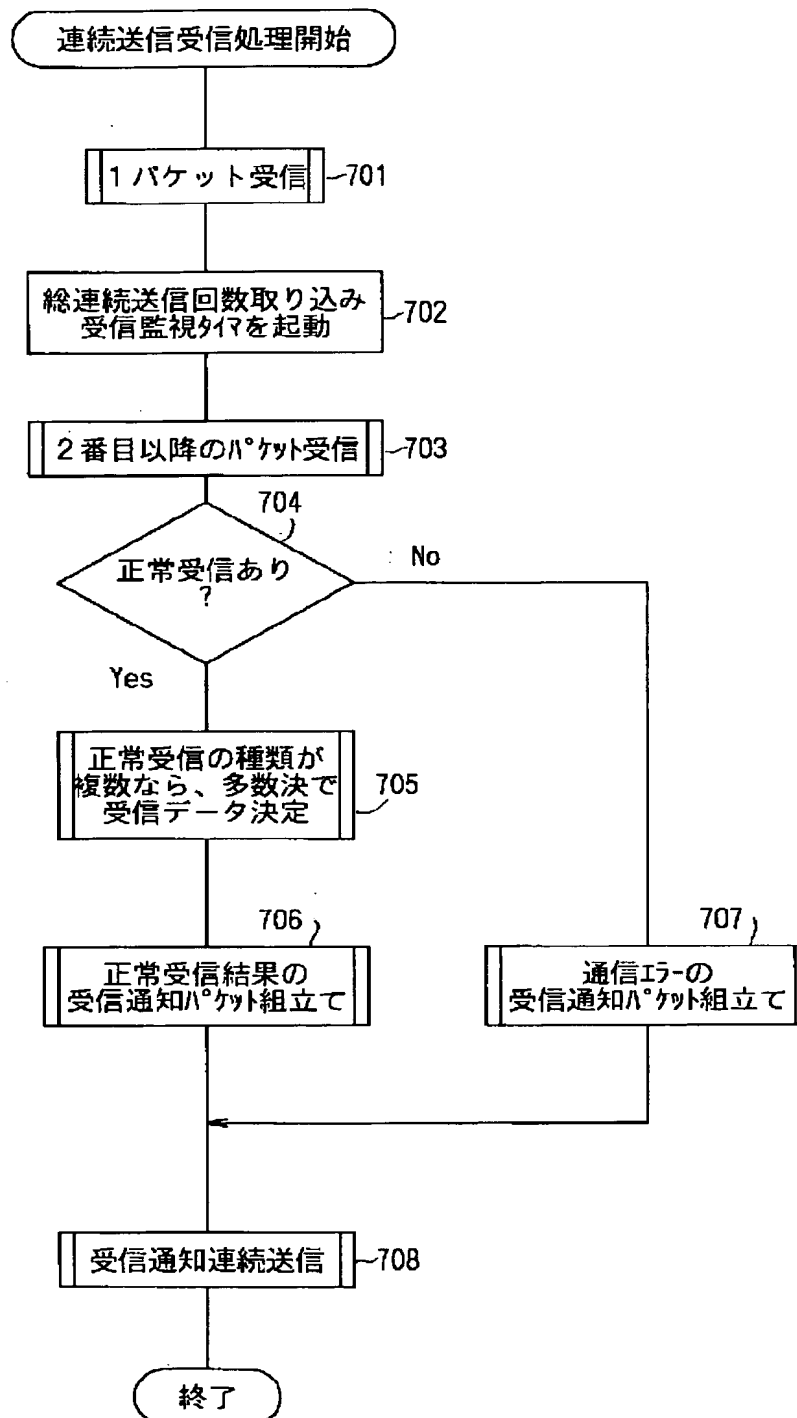 連続送信受信処理開始
1パケット受信
701
総連続送信回数取り込み
受信監視ﾀｲﾏを起動
702
2番目以降のﾊﾟｹｯﾄ受信
703
704
正常受信あり
?
No
Yes
正常受信の種類が
複数なら、多数決で
受信データ決定
705
706
正常受信結果の
受信通知ﾊﾟｹｯﾄ組立て
707
通信ｴﾗｰの
受信通知ﾊﾟｹｯﾄ組立て
受信通知連続送信
708
終了